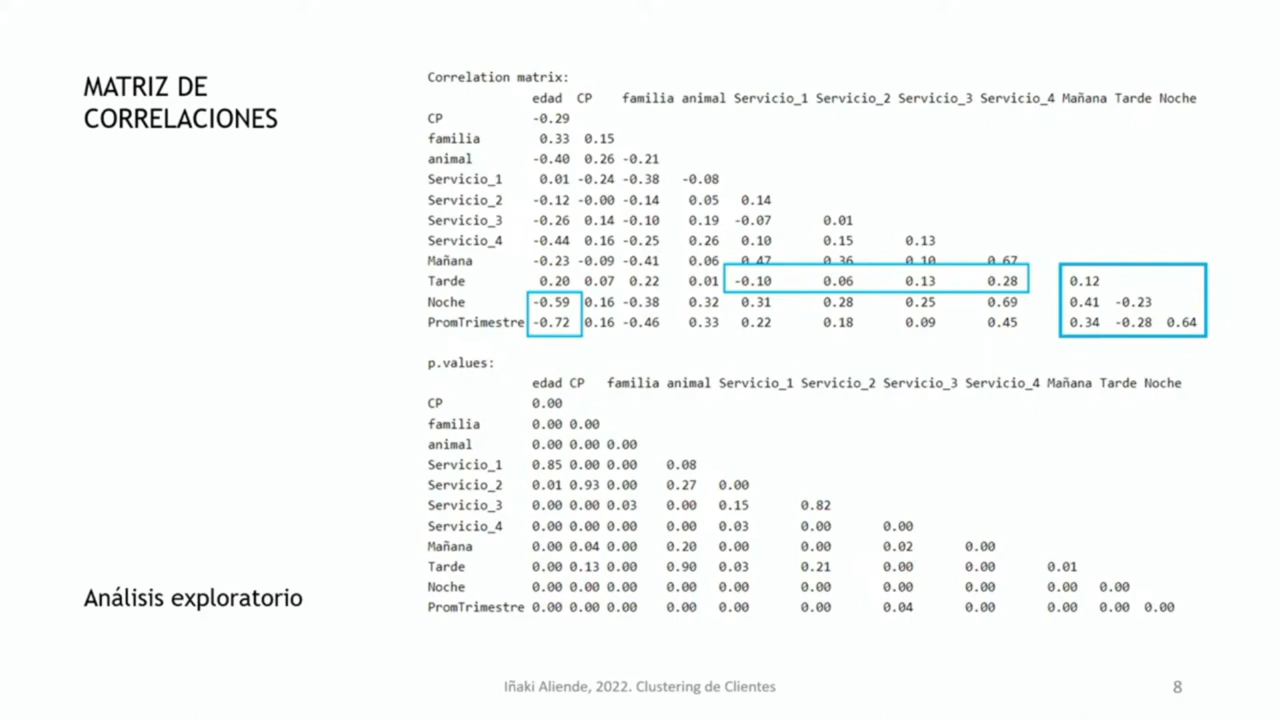 MATRIZ DE
CORRELACIONES
Correlation matrix:
edad CP familia animal Servicio_1 Servicio_2 Servicio_3 Servicio_4 Mañana Tarde Noche
CP -0.29
familia 0.33 0.15
animal -0.40 0.26 -0.21
Servicio_1 0.01 -0.24 -0.38 -0.08
Servicio_2 -0.12 -0.00 -0.14 0.05 0.14
Servicio_3 -0.26 0.14 -0.10 0.19 -0.07 0.01
Servicio_4 -0.44 0.16 -0.25 0.26 0.10 0.15 0.13
Mañana -0.23 -0.09 -0.41 0.06 0.47 0.36 0.10 0.67
Tarde 0.20 0.07 0.22 0.01 -0.10 0.06 0.13 0.28 0.12
Noche -0.59 0.16 -0.38 0.32 0.31 0.28 0.25 0.69 0.41 -0.23
PromTrimestre -0.72 0.16 -0.46 0.33 0.22 0.18 0.09 0.45 0.34 -0.28 0.64
p.values:
edad CP familia animal Servicio_1 Servicio_2 Servicio_3 Servicio_4 Mañana Tarde Noche
CP 0.00
familia 0.00 0.00
animal 0.00 0.00 0.00
Servicio_1 0.85 0.00 0.00 0.08
Servicio_2 0.01 0.93 0.00 0.27 0.00
Servicio_3 0.00 0.00 0.03 0.00 0.15 0.82
Servicio_4 0.00 0.00 0.00 0.00 0.03 0.00 0.00
Mañana 0.00 0.04 0.00 0.20 0.00 0.00 0.02 0.00
Tarde 0.00 0.13 0.00 0.90 0.03 0.21 0.00 0.00 0.01
Noche 0.00 0.00 0.00 0.00 0.00 0.00 0.00 0.00 0.00 0.00
PromTrimestre 0.00 0.00 0.00 0.00 0.00 0.00 0.04 0.00 0.00 0.00 0.00
Análisis exploratorio
Iñaki Aliende, 2022. Clustering de Clientes
8